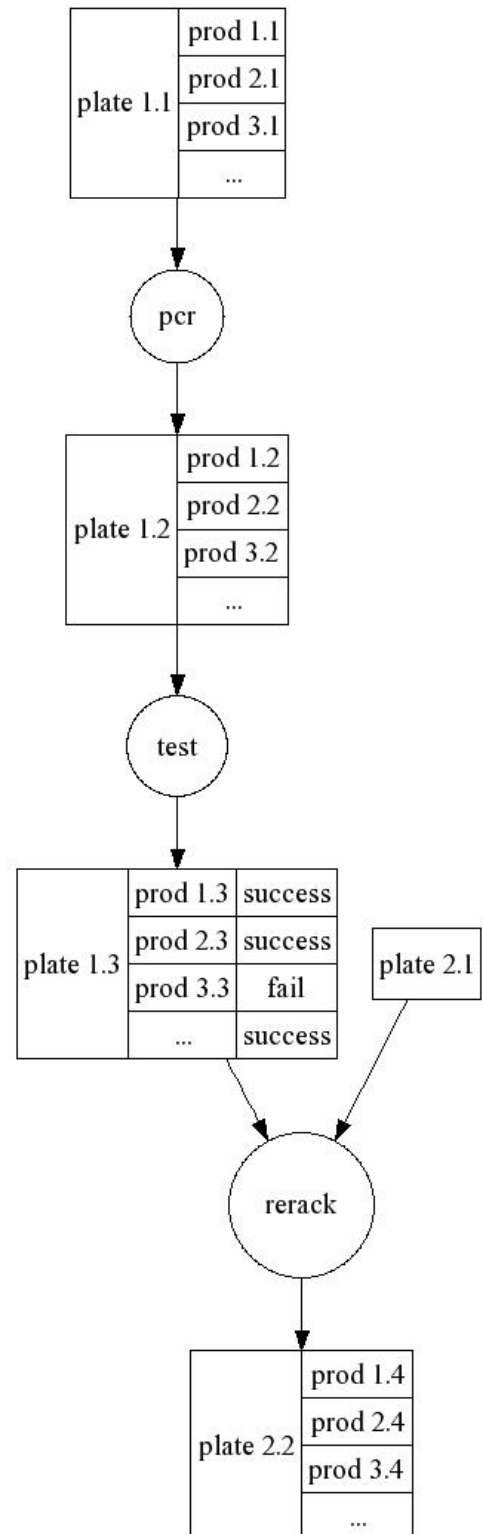 plate 1.1
prod 1.1
prod 2.1
prod 3.1
...
pcr
plate 1.2
prod 1.2
prod 2.2
prod 3.2
...
test
plate 1.3
prod 1.3 success
prod 2.3 success
prod 3.3 fail
... success
plate 2.1
rerack
plate 2.2
prod 1.4
prod 2.4
prod 3.4
...